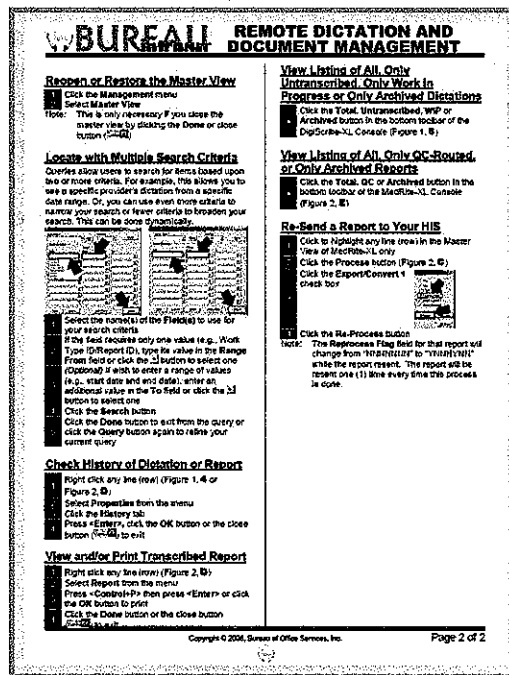 BUREAU
intranet
REMOTE DICTATION AND
DOCUMENT MANAGEMENT
Reopen or Restore the Master View
Click the Management menu
Select Master View
Note: This is only necessary if you close the
master view by clicking the Done or close
button
Locate with Multiple Search Criteria
Queries allow users to search for items based upon
two or more criteria. For example, this allows you to
see a specific provider's dictation from a specific
date range. Or, you can use even more criteria to
narrow your search or fewer criteria to broaden your
search. This can be done dynamically.
Select the name(s) of the Field(s) to use for
your search criteria
If the field requires only one value (e.g., Work
Type ID/Report ID), type its value in the Range
From field or click the button to select one
(Optional) If wish to enter a range of values
(e.g., start date and end date), enter an
additional value in the To field or click the
button to select one
Click the Search button
Click the Done button to exit from the query or
click the Query button again to refine your
current query
Check History of Dictation or Report
Right click any line (row) (Figure 1, or
Figure 2, )
Select Properties from the menu
Click the History tab
Press <Enter>, click the OK button or the close
button to exit
View and/or Print Transcribed Report
Right click any line (row) (Figure 2, )
Select Report from the menu
Press <Control+P> then press <Enter> or click
the OK button to print
Click the Done button or the close button
to exit
View Listing of All, Only
Untranscribed, Only Work in
Progress or Only Archived Dictations
Click the Total, Untranscribed, WIP or
Archived button in the bottom toolbar of the
DigiScribe-XL Console (Figure 1, )
View Listing of All, Only QC-Routed,
or Only Archived Reports
Click the Total, QC or Archived button in the
bottom toolbar of the MedRite-XL Console
(Figure 2, )
Re-Send a Report to Your HIS
Click to highlight any line (row) in the Master
View of MedRite-XL only
Click the Process button (Figure 2, )
Click the Export/Convert 1
check box
Click the Re-Process button
Note: The Reprocess Flag field for that report will
change from to
while the report resent. The report will be
resent one (1) time every time this process
is done.
Copyright © 2006, Bureau of Office Services, Inc.
Page 2 of 2